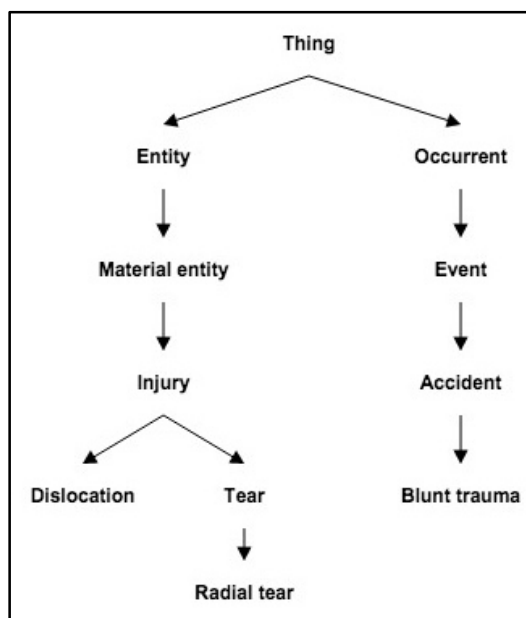 Thing
Entity Occurrent
Material entity Event
Injury Accident
Dislocation Tear Blunt trauma
Radial tear